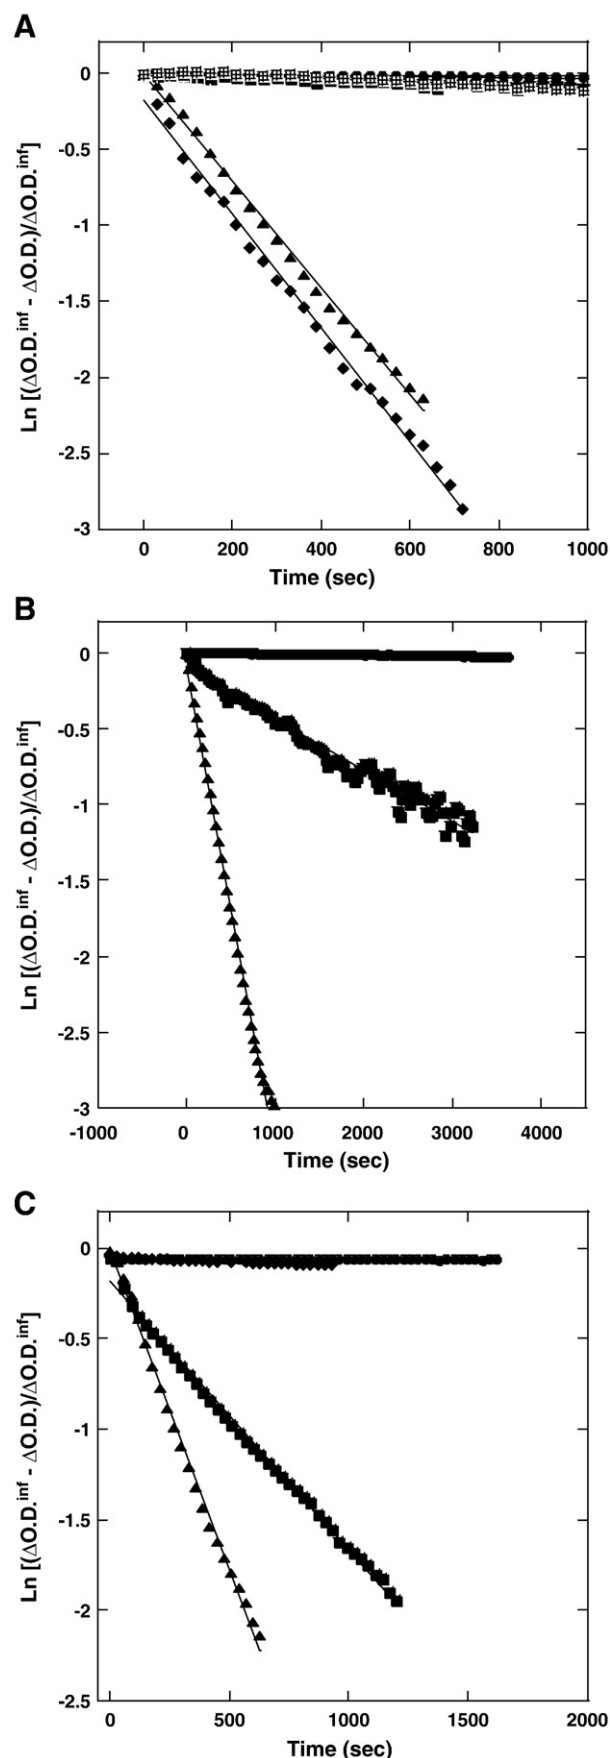 A
0
-0.5
-1
-1.5
-2
-2.5
-3
Ln [(ΔO.D.inf - ΔO.D.)/ΔO.D.inf]
0 200 400 600 800 1000
Time (sec)
B
0
-0.5
-1
-1.5
-2
-2.5
-3
Ln [(ΔO.D.inf - ΔO.D.)/ΔO.D.inf]
-1000 0 1000 2000 3000 4000
Time (sec)
C
0
-0.5
-1
-1.5
-2
-2.5
Ln [(ΔO.D.inf - ΔO.D.)/ΔO.D.inf]
0 500 1000 1500 2000
Time (sec)